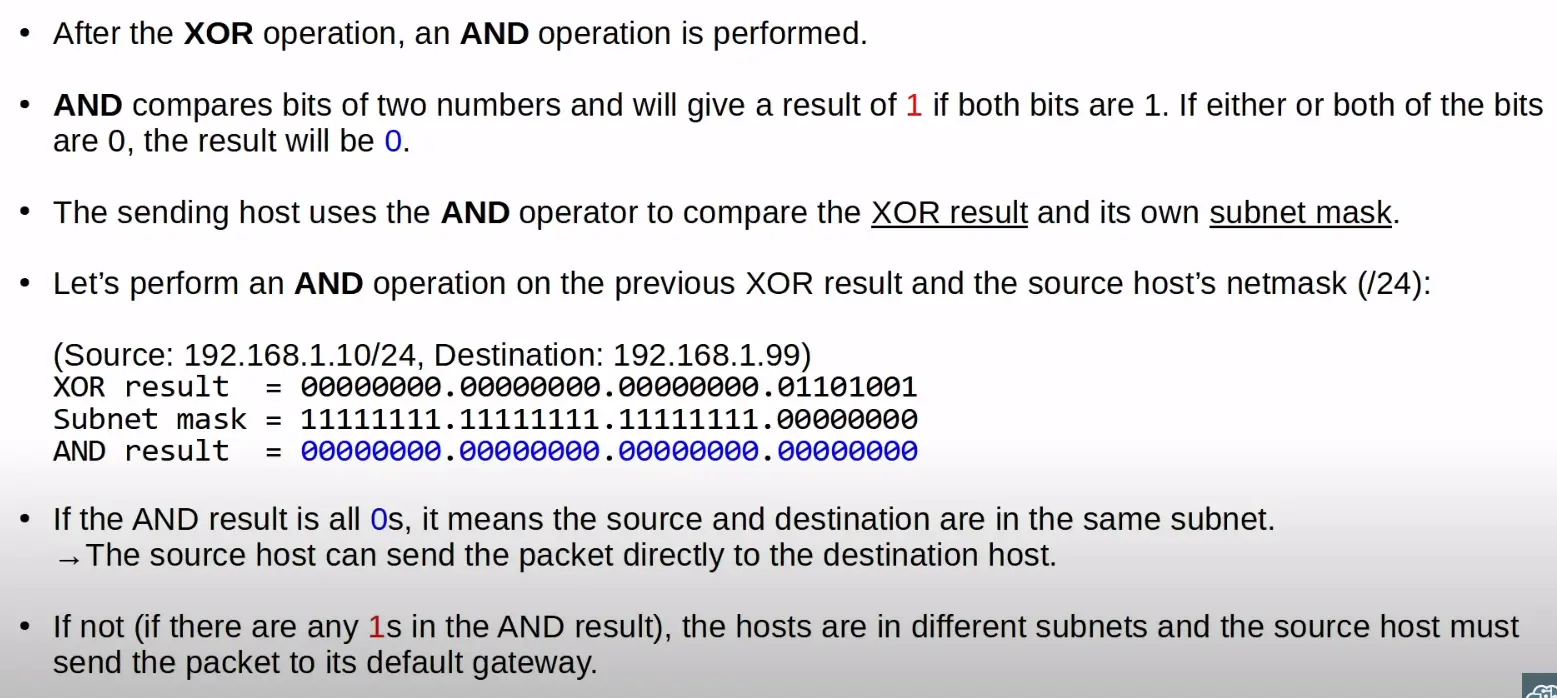 • After the XOR operation, an AND operation is performed.
• AND compares bits of two numbers and will give a result of 1 if both bits are 1. If either or both of the bits
are 0, the result will be 0.
• The sending host uses the AND operator to compare the XOR result and its own subnet mask.
• Let’s perform an AND operation on the previous XOR result and the source host’s netmask (/24):
(Source: 192.168.1.10/24, Destination: 192.168.1.99)
XOR result = 00000000.00000000.00000000.01101001
Subnet mask = 11111111.11111111.11111111.00000000
AND result = 00000000.00000000.00000000.00000000
• If the AND result is all 0s, it means the source and destination are in the same subnet.
→The source host can send the packet directly to the destination host.
• If not (if there are any 1s in the AND result), the hosts are in different subnets and the source host must
send the packet to its default gateway.